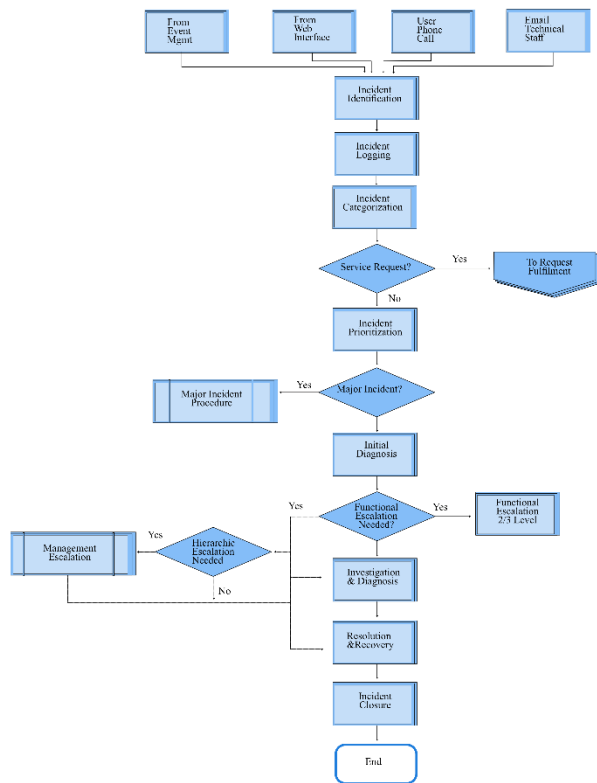 From
Event
Mgmt
From
Web
Interface
User
Phone
Call
Email
Technical
Staff
Incident
Identification
Incident
Logging
Incident
Categorization
Service Request?
Yes
To Request
Fulfilment
No
Incident
Prioritization
Major Incident?
Yes
Major Incident
Procedure
Initial
Diagnosis
Yes
Functional
Escalation
Needed?
Yes
Functional
Escalation
2/3 Level
Yes
Hierarchic
Escalation
Needed
Management
Escalation
No
Investigation
& Diagnosis
Resolution
&Recovery
Incident
Closure
End